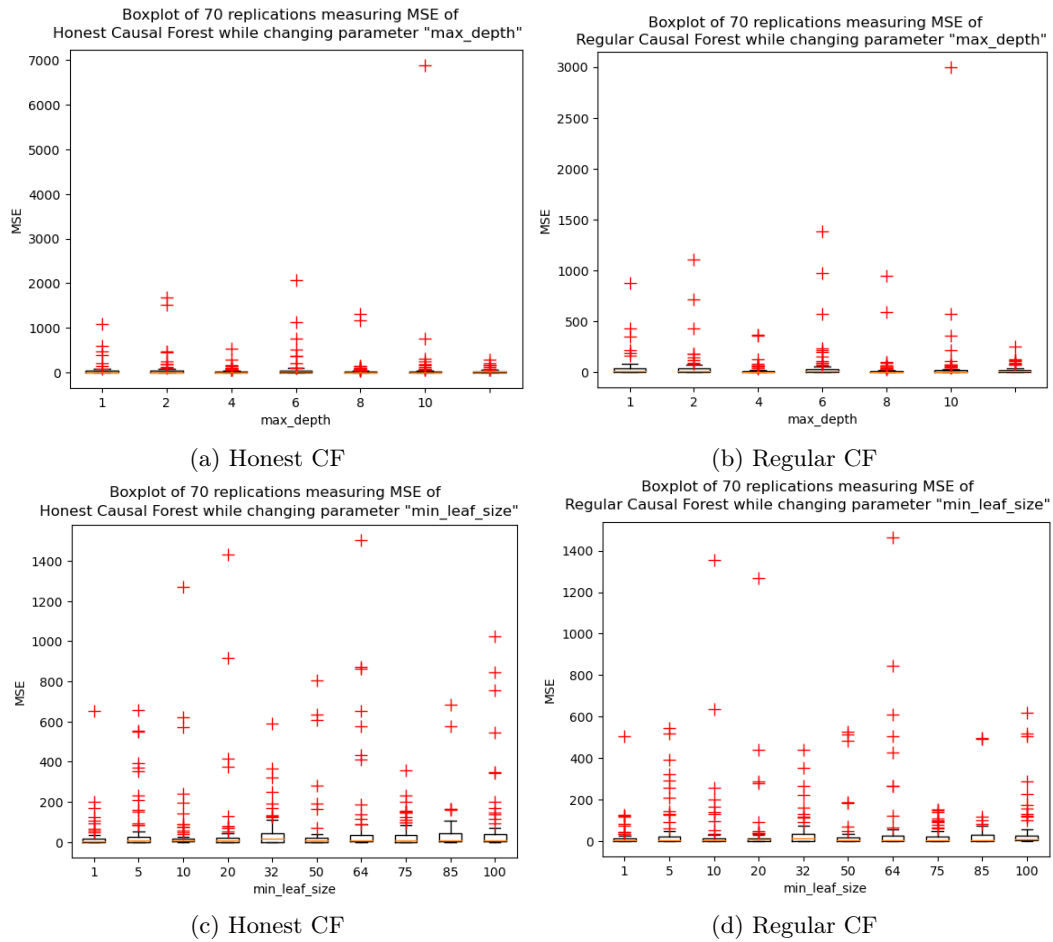 Boxplot of 70 replications measuring MSE of
Honest Causal Forest while changing parameter "max_depth"
7000
6000
5000
4000
3000
2000
1000
0
MSE
1 2 4 6 8 10
max_depth
(a) Honest CF
Boxplot of 70 replications measuring MSE of
Regular Causal Forest while changing parameter "max_depth"
3000
2500
2000
1500
1000
500
0
MSE
1 2 4 6 8 10
max_depth
(b) Regular CF
Boxplot of 70 replications measuring MSE of
Honest Causal Forest while changing parameter "min_leaf_size"
1400
1200
1000
800
600
400
200
0
MSE
1 5 10 20 32 50 64 75 85 100
min_leaf_size
(c) Honest CF
Boxplot of 70 replications measuring MSE of
Regular Causal Forest while changing parameter "min_leaf_size"
1400
1200
1000
800
600
400
200
0
MSE
1 5 10 20 32 50 64 75 85 100
min_leaf_size
(d) Regular CF